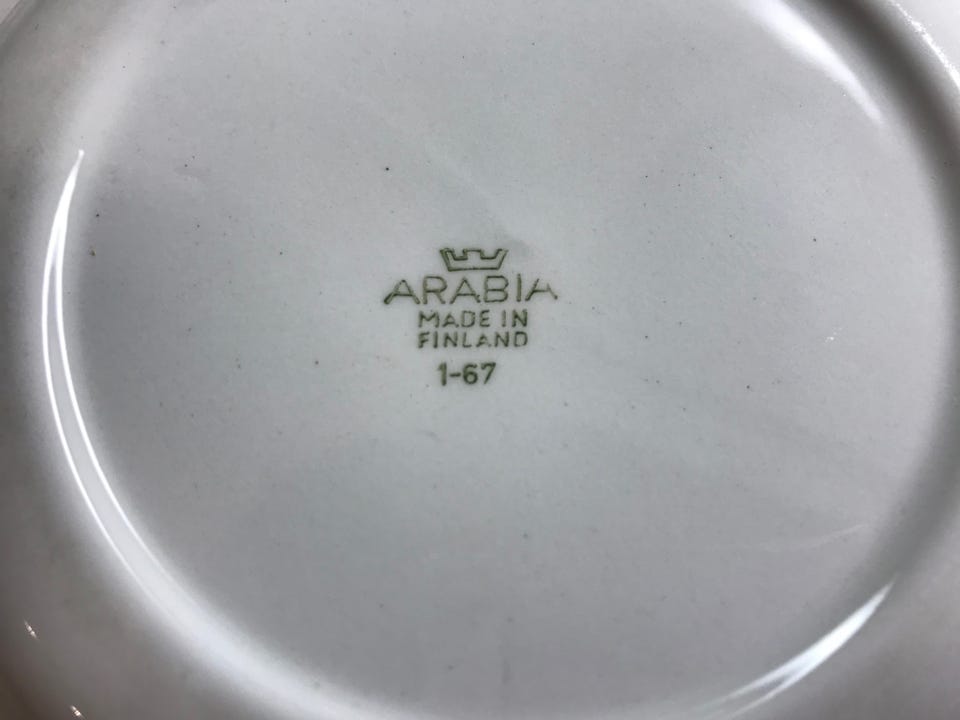 ARABIA
MADE IN
FINLAND
1-67